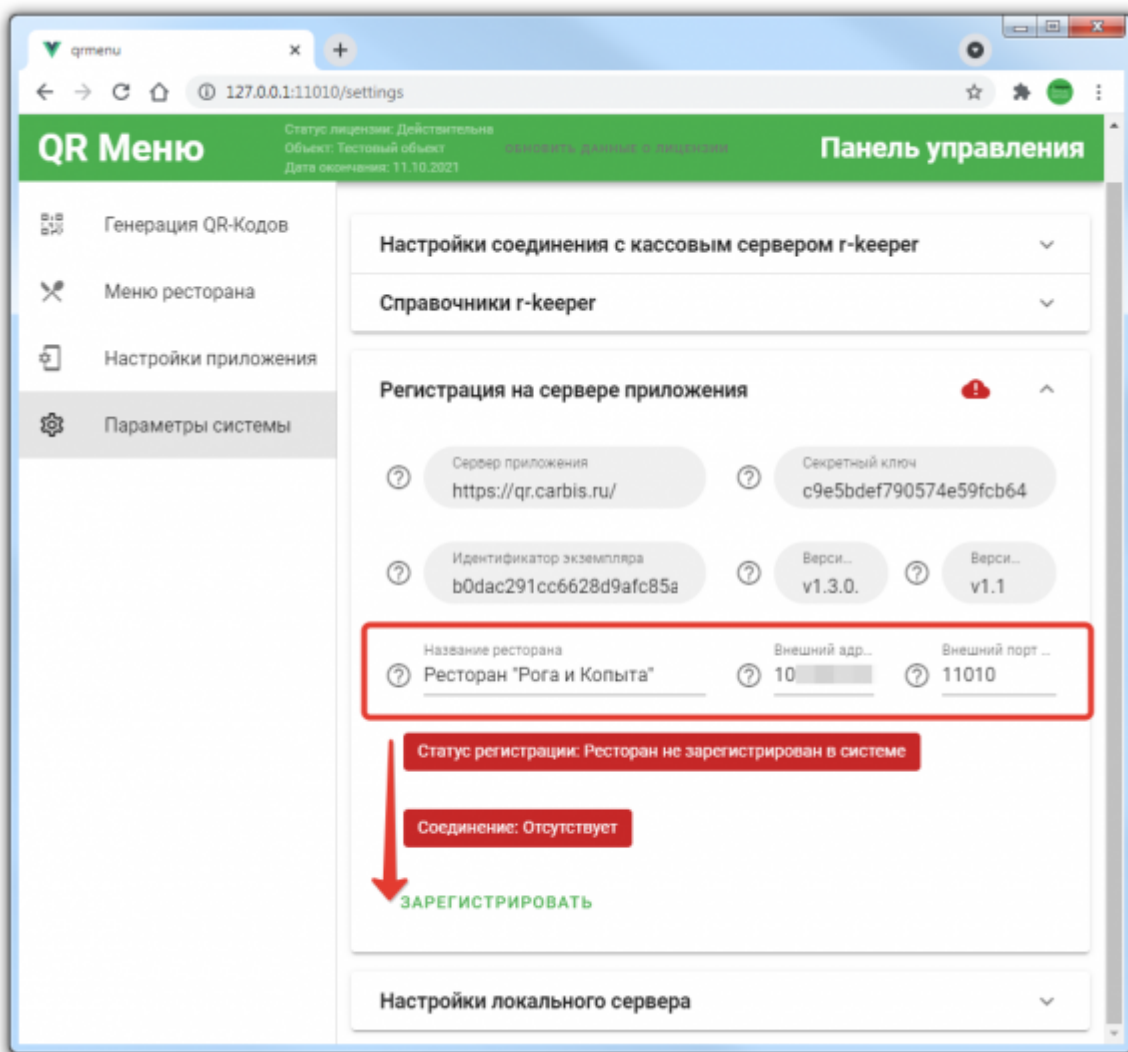 qrmenu
127.0.0.1:11010/settings
QR Меню
Статус лицензии: Действительна
Объект: Тестовый объект
Дата окончания: 11.10.2021
ОБНОВИТЬ ДАННЫЕ О ЛИЦЕНЗИИ
Панель управления
Генерация QR-Кодов
Меню ресторана
Настройки приложения
Параметры системы
Настройки соединения с кассовым сервером r-keeper
Справочники r-keeper
Регистрация на сервере приложения
Сервер приложения
https://qr.carbis.ru/
Секретный ключ
c9e5bdef790574e59fcb64
Идентификатор экземпляра
b0dac291cc6628d9afc85a
Верси...
v1.3.0.
Верси...
v1.1
Название ресторана
Ресторан "Рога и Копыта"
Внешний адр...
10
Внешний порт ...
11010
Статус регистрации: Ресторан не зарегистрирован в системе
Соединение: Отсутствует
ЗАРЕГИСТРИРОВАТЬ
Настройки локального сервера